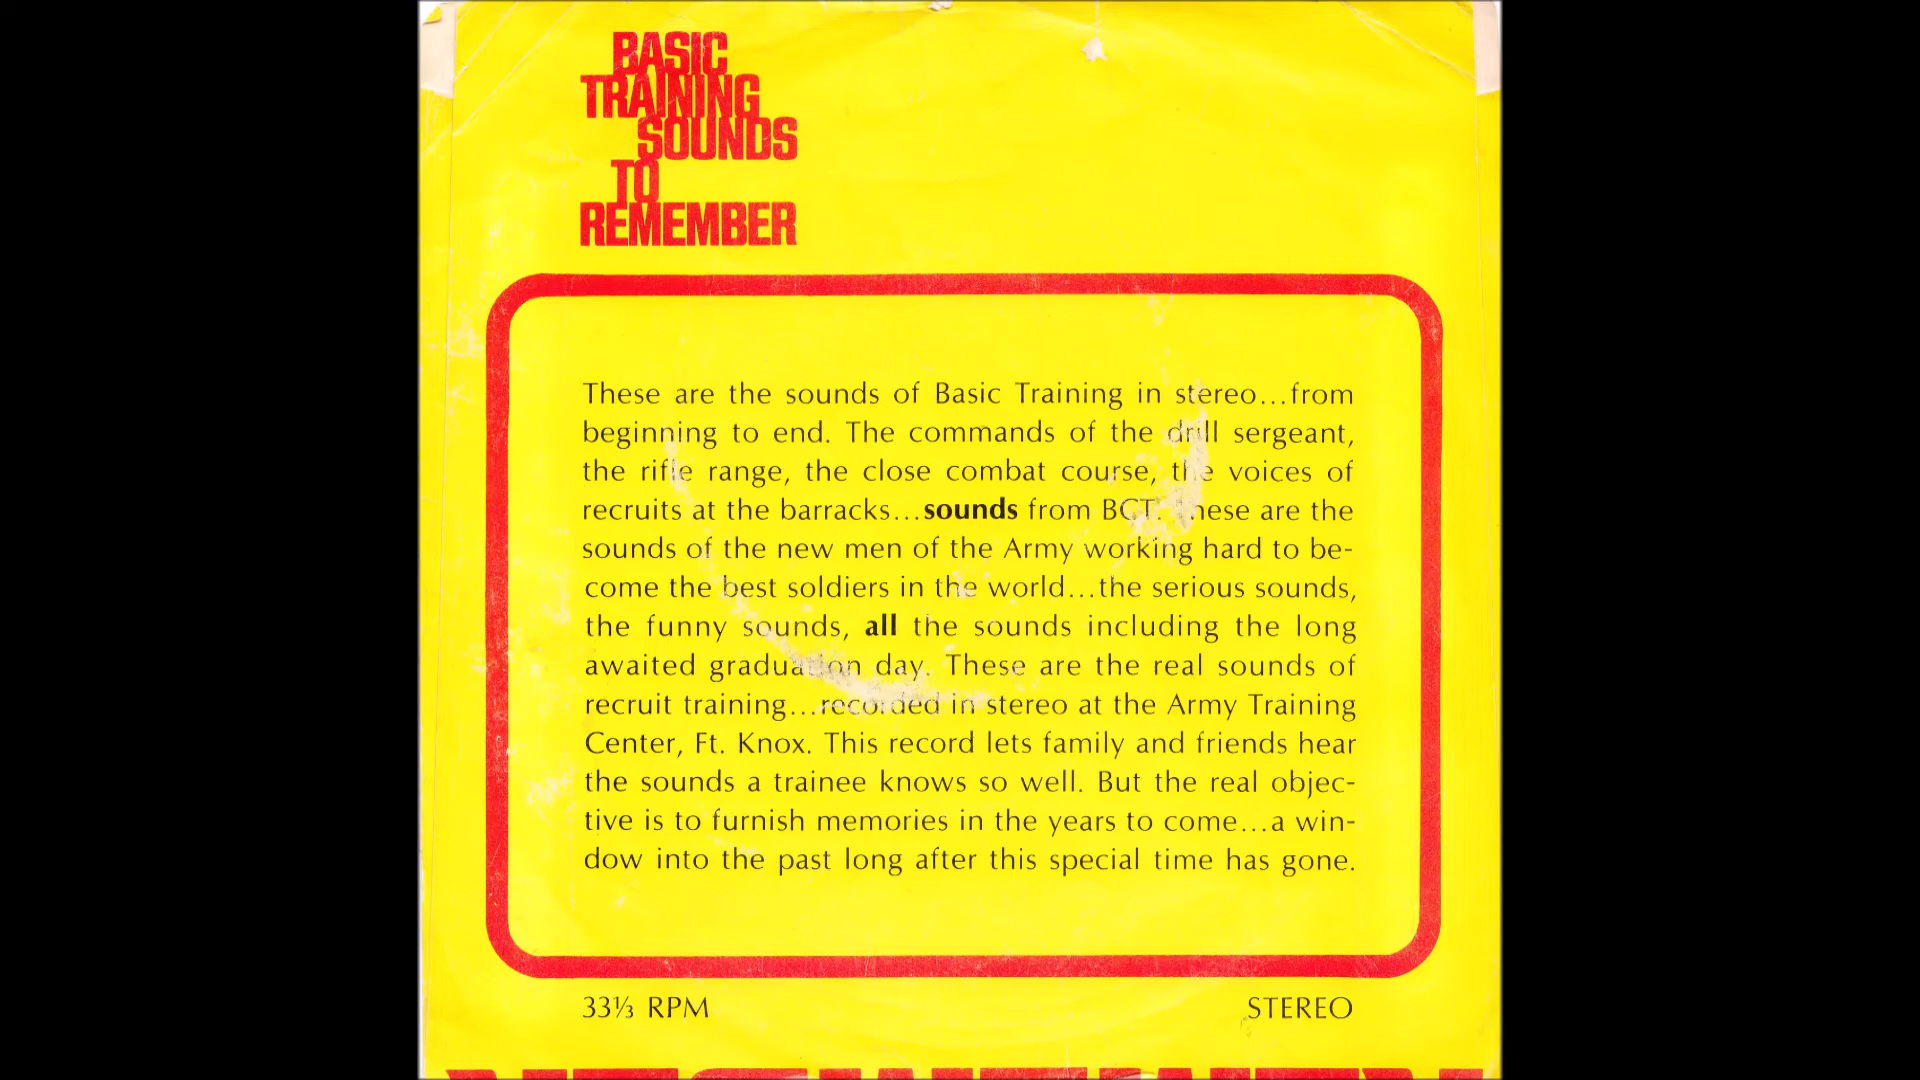 BASIC
TRAINING
SOUNDS
TO
REMEMBER
These are the sounds of Basic Training in stereo...from
beginning to end. The commands of the drill sergeant,
the rifle range, the close combat course, the voices of
recruits at the barracks...sounds from BCT. These are the
sounds of the new men of the Army working hard to be-
come the best soldiers in the world...the serious sounds,
the funny sounds, all the sounds including the long
awaited graduation day. These are the real sounds of
recruit training...recorded in stereo at the Army Training
Center, Ft. Knox. This record lets family and friends hear
the sounds a trainee knows so well. But the real objec-
tive is to furnish memories in the years to come...a win-
dow into the past long after this special time has gone.
33⅓ RPM
STEREO